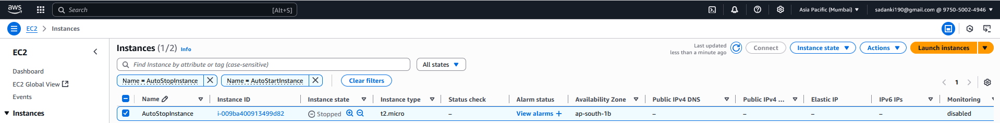 aws Search [Alt+S] Asia Pacific (Mumbai) sadanki190@gmail.com @ 9750-5002-4946
EC2 > Instances
EC2
Dashboard
EC2 Global View
Events
Instances
Instances (1/2) Info
Last updated
less than a minute ago
Connect Instance state Actions Launch instances
Find Instance by attribute or tag (case-sensitive) All states
Name = AutoStopInstance Name = AutoStartInstance Clear filters
1
Name Instance ID Instance state Instance type Status check Alarm status Availability Zone Public IPv4 DNS Public IPv4 ... Elastic IP IPv6 IPs Monitoring
AutoStopInstance i-009ba400913499d82 Stopped t2.micro – View alarms + ap-south-1b – – – – disabled